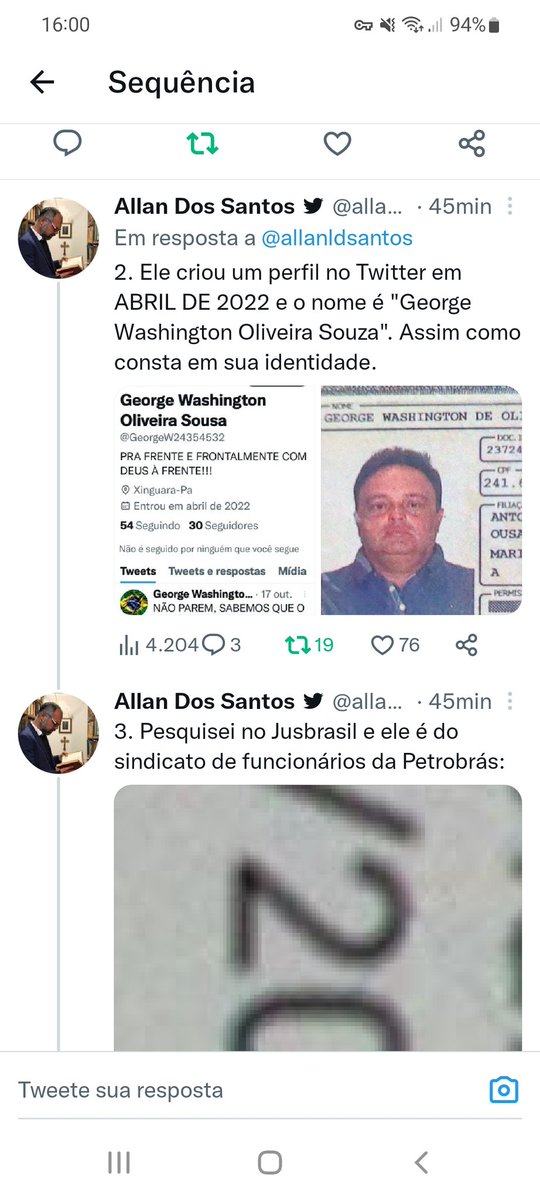 16:00
94%
Sequência
Allan Dos Santos @alla... · 45min
Em resposta a @allanldsantos
2. Ele criou um perfil no Twitter em
ABRIL DE 2022 e o nome é "George
Washington Oliveira Souza". Assim como
consta em sua identidade.
George Washington
Oliveira Sousa
@GeorgeW24354532
PRA FRENTE E FRONTALMENTE COM
DEUS À FRENTE!!!
Xinguara-Pa
Entrou em abril de 2022
54 Seguindo 30 Seguidores
Não é seguido por ninguém que você segue
Tweets Tweets e respostas Mídia
George Washingto... · 17 out.
NÃO PAREM, SABEMOS QUE O
NOME
GEORGE WASHINGTON DE OLI
DOC. I
23724
CPF
241.6
FILIAÇ
ANTO
OUSA
MARI
A
PERMIS
4.204 3 19 76
Allan Dos Santos @alla... · 45min
3. Pesquisei no Jusbrasil e ele é do
sindicato de funcionários da Petrobrás:
/20
Tweete sua resposta